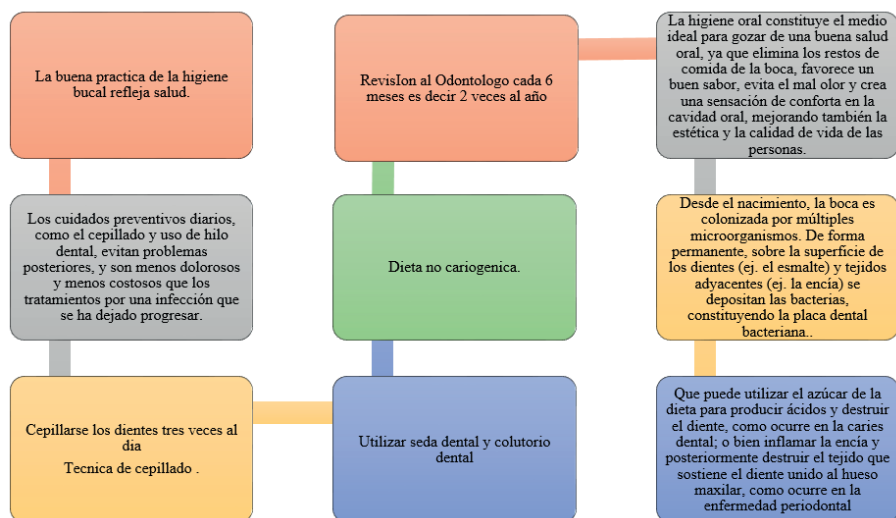 La buena practica de la higiene
bucal refleja salud.
Los cuidados preventivos diarios,
como el cepillado y uso de hilo
dental, evitan problemas
posteriores, y son menos dolorosos
y menos costosos que los
tratamientos por una infección que
se ha dejado progresar.
Cepillarse los dientes tres veces al
dia
Tecnica de cepillado .
Utilizar seda dental y colutorio
dental
Dieta no cariogenica.
RevisIon al Odontologo cada 6
meses es decir 2 veces al año
La higiene oral constituye el medio
ideal para gozar de una buena salud
oral, ya que elimina los restos de
comida de la boca, favorece un
buen sabor, evita el mal olor y crea
una sensación de conforta en la
cavidad oral, mejorando también la
estética y la calidad de vida de las
personas.
Desde el nacimiento, la boca es
colonizada por múltiples
microorganismos. De forma
permanente, sobre la superficie de
los dientes (ej. el esmalte) y tejidos
adyacentes (ej. la encía) se
depositan las bacterias,
constituyendo la placa dental
bacteriana..
Que puede utilizar el azúcar de la
dieta para producir ácidos y destruir
el diente, como ocurre en la caries
dental; o bien inflamar la encía y
posteriormente destruir el tejido que
sostiene el diente unido al hueso
maxilar, como ocurre en la
enfermedad periodontal